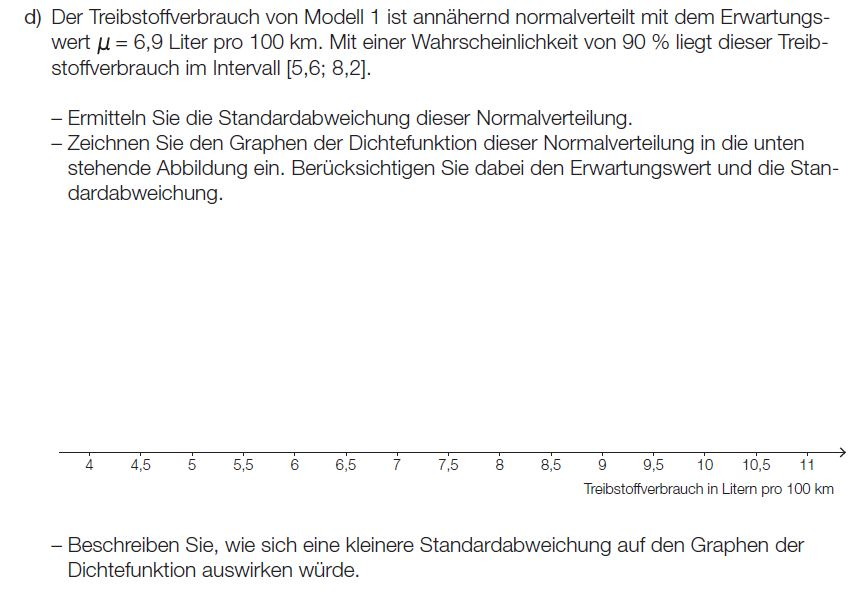 d) Der Treibstoffverbrauch von Modell 1 ist annähernd normalverteilt mit dem Erwartungs-
wert μ = 6,9 Liter pro 100 km. Mit einer Wahrscheinlichkeit von 90 % liegt dieser Treib-
stoffverbrauch im Intervall [5,6; 8,2].
– Ermitteln Sie die Standardabweichung dieser Normalverteilung.
– Zeichnen Sie den Graphen der Dichtefunktion dieser Normalverteilung in die unten
stehende Abbildung ein. Berücksichtigen Sie dabei den Erwartungswert und die Stan-
dardabweichung.
4 4,5 5 5,5 6 6,5 7 7,5 8 8,5 9 9,5 10 10,5 11
Treibstoffverbrauch in Litern pro 100 km
– Beschreiben Sie, wie sich eine kleinere Standardabweichung auf den Graphen der
Dichtefunktion auswirken würde.